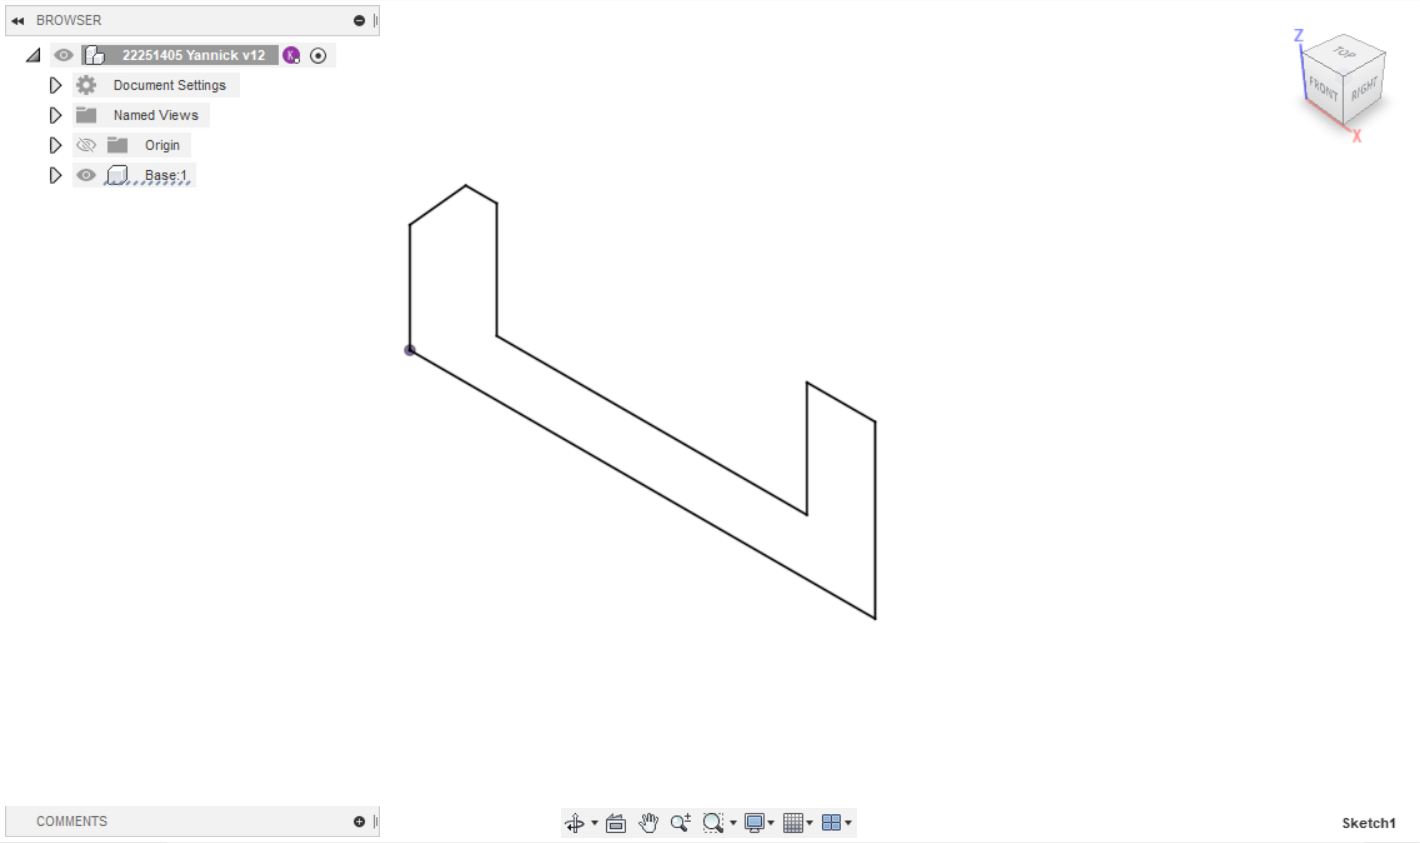 BROWSER
22251405 Yannick v12
K
Document Settings
Named Views
Origin
Base:1
Z
TOP
FRONT
RIGHT
X
COMMENTS
Sketch1